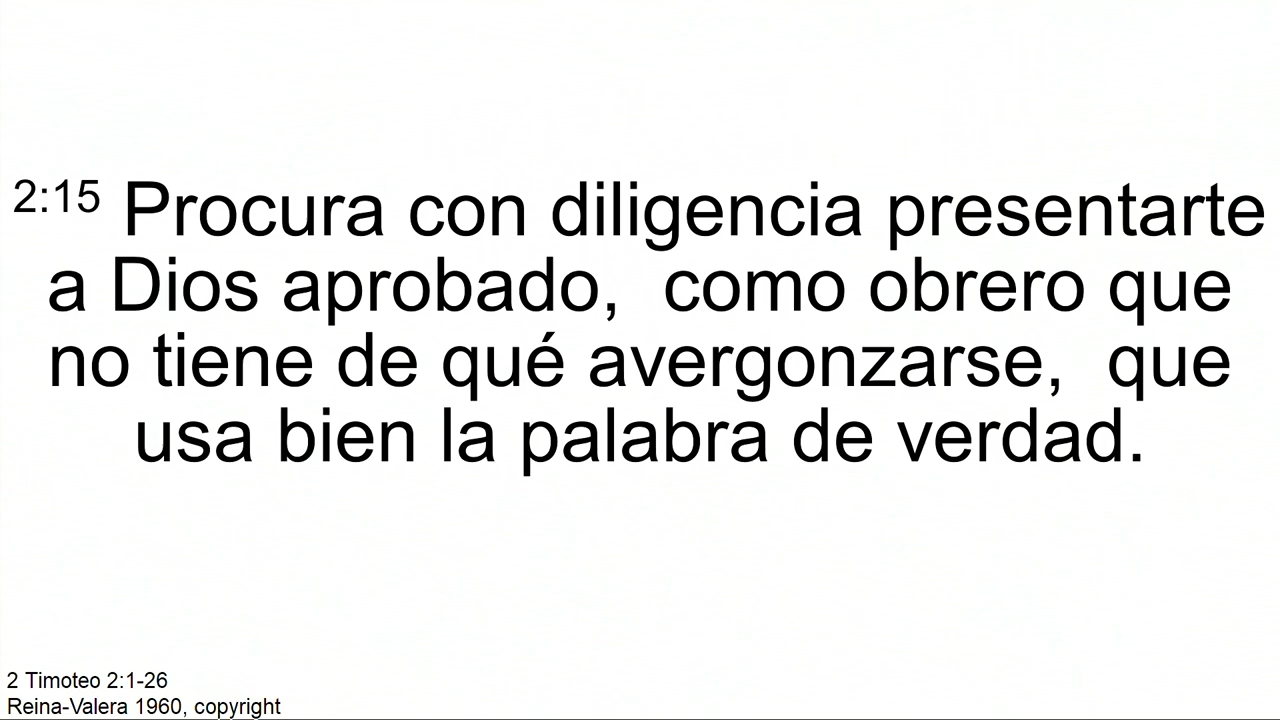 2:15 Procura con diligencia presentarte
a Dios aprobado,  como obrero que
no tiene de qué avergonzarse,  que
usa bien la palabra de verdad.
2 Timoteo 2:1-26
Reina-Valera 1960, copyright